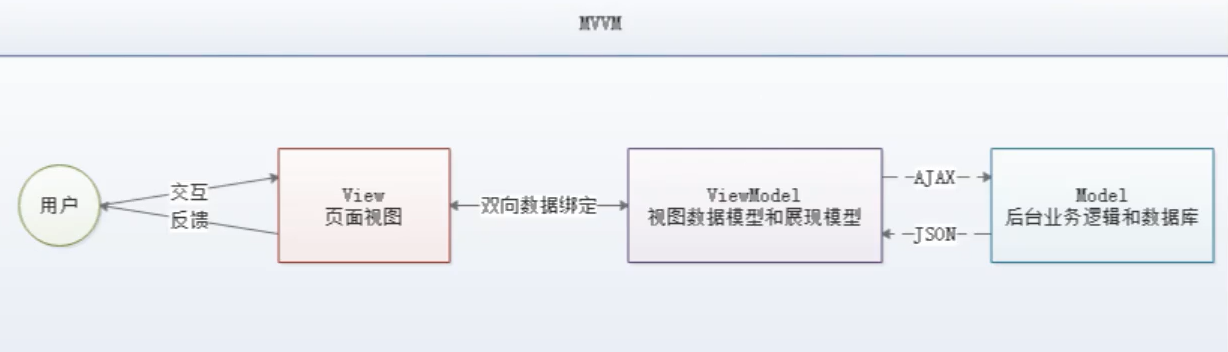 MVVM
用户
交互
反馈
View
页面视图
双向数据绑定
ViewModel
视图数据模型和展现模型
AJAX
JSON
Model
后台业务逻辑和数据库